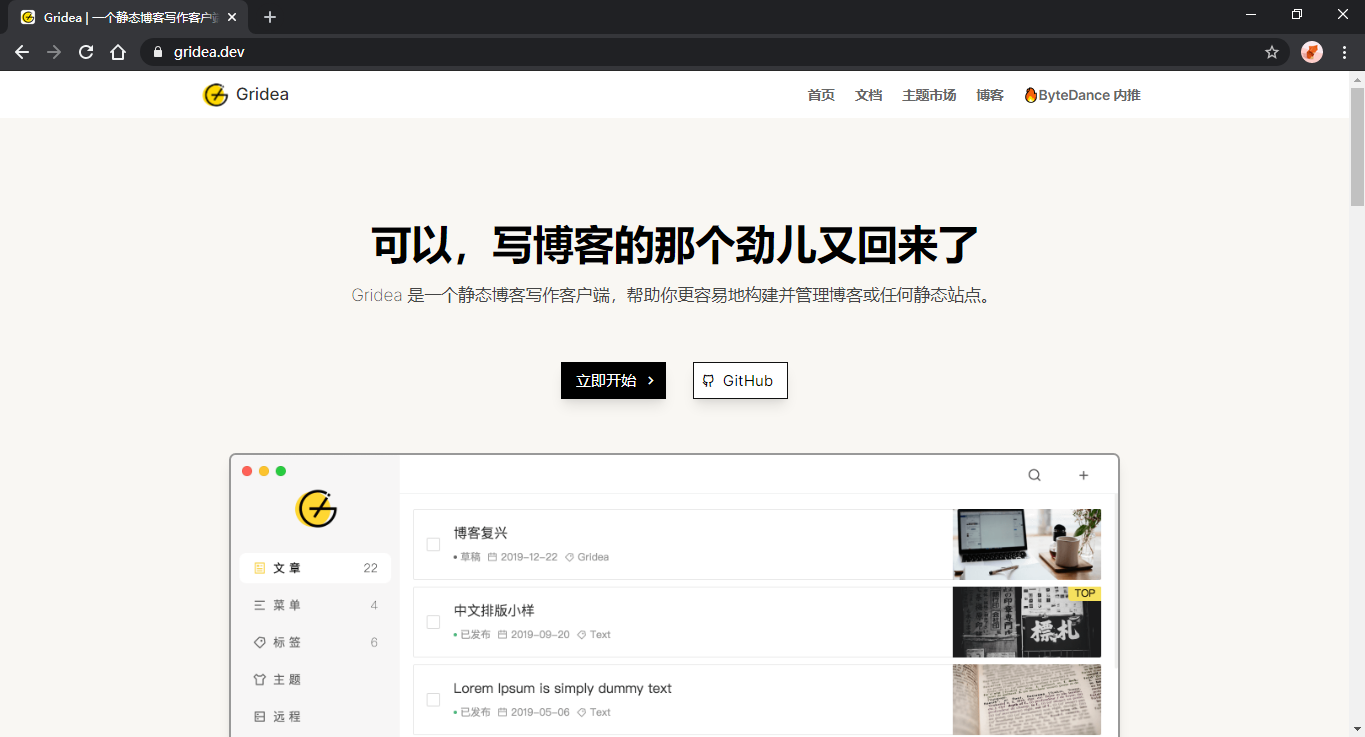 Gridea | 一个静态博客写作客户端
gridea.dev
Gridea
首页 文档 主题市场 博客 🔥ByteDance 内推
可以，写博客的那个劲儿又回来了
Gridea 是一个静态博客写作客户端，帮助你更容易地构建并管理博客或任何静态站点。
立即开始 GitHub
文章 22
菜单 4
标签 6
主题
远程
博客复兴
草稿 2019-12-22 Gridea
中文排版小样
已发布 2019-09-20 Text
TOP
標札
Lorem Ipsum is simply dummy text
已发布 2019-05-06 Text